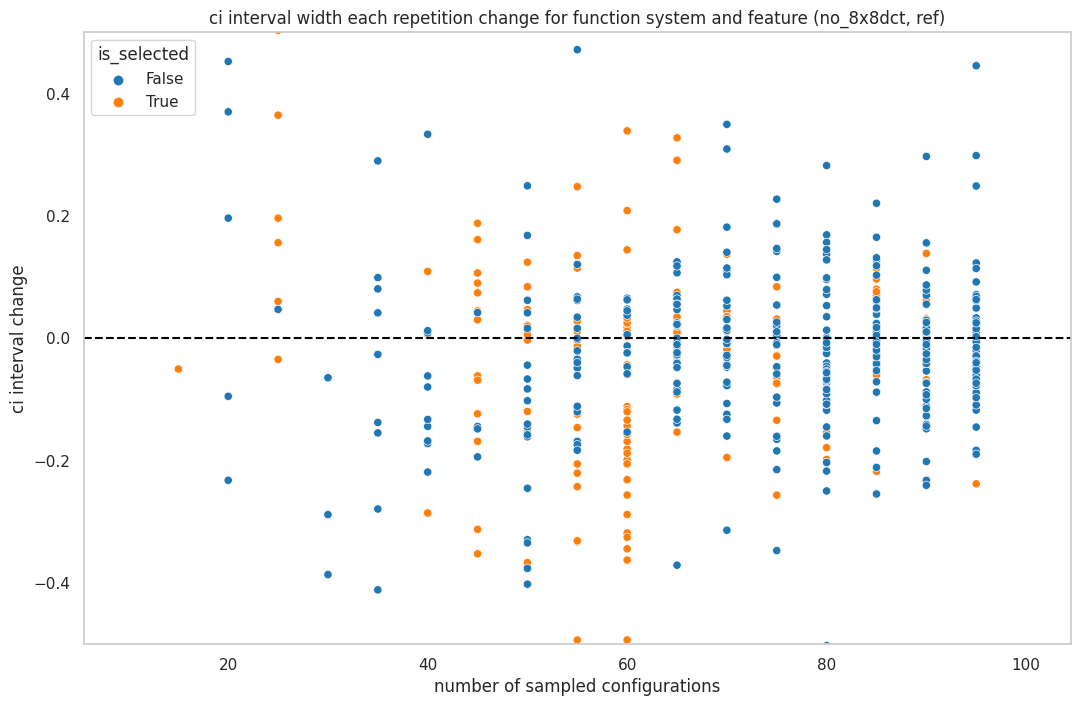 ci interval width each repetition change for function system and feature (no_8x8dct, ref)
is_selected
False
True
0.4
0.2
0.0
−0.2
−0.4
ci interval change
20
40
60
80
100
number of sampled configurations